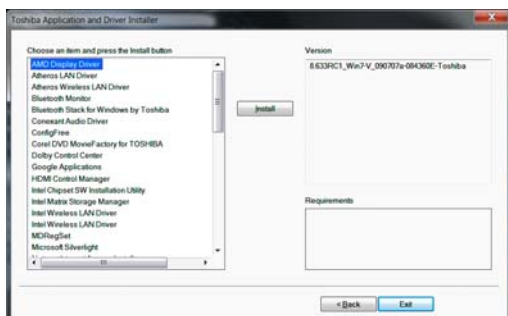 Toshiba Application and Driver Installer
Choose an item and press the Install button
AMD Display Driver
Atheros LAN Driver
Atheros Wireless LAN Driver
Bluetooth Monitor
Bluetooth Stack for Windows by Toshiba
Conexant Audio Driver
ConfigFree
Corel DVD MovieFactory for TOSHIBA
Dolby Control Center
Google Applications
HDMI Control Manager
Intel Chipset SW Installation Utility
Intel Matrix Storage Manager
Intel Wireless LAN Driver
Intel Wireless LAN Driver
MDRegSet
Microsoft Silverlight
Install
Version
8.633RC1_Win7-V_090707a-084360E-Toshiba
Requirements
< Back
Exit